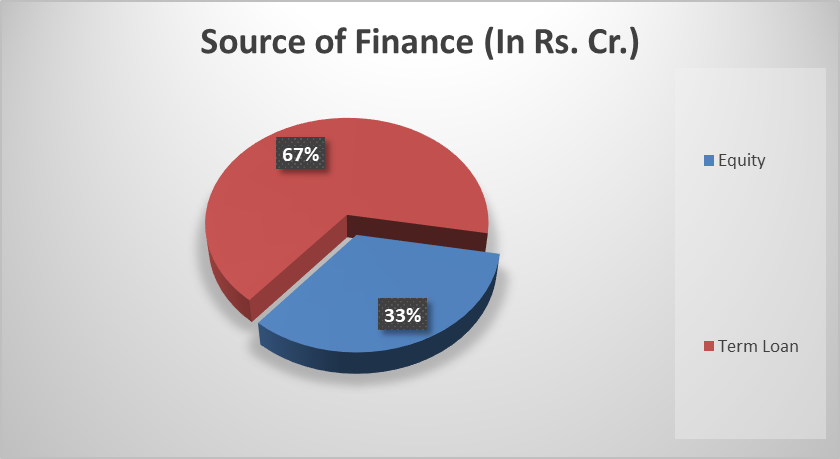 Source of Finance (In Rs. Cr.)
67%
33%
Equity
Term Loan